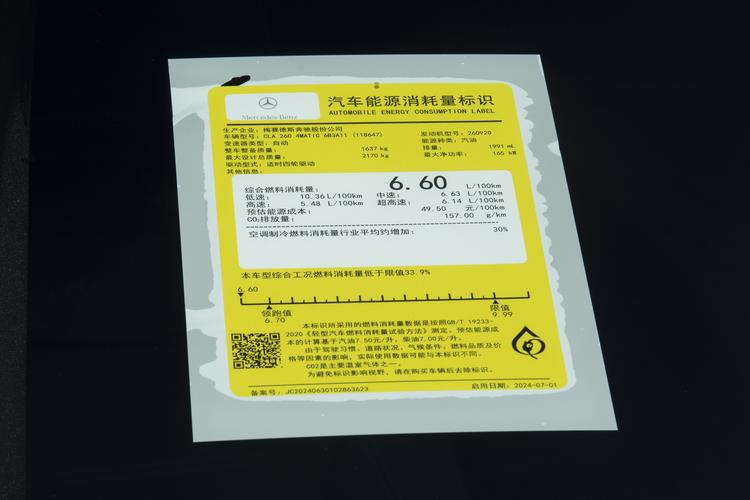 Mercedes-Benz
汽车能源消耗量标识
AUTOMOBILE ENERGY CONSUMPTION LABEL
生产企业：梅赛德斯奔驰股份公司
车辆型号：CLA 260 4MATIC 6B3A11 (118647) 发动机型号：260920
变速器类型：自动 能源种类：汽油
整车整备质量： 1637 kg 排量： 1991 mL
最大设计总质量： 2170 kg 最大净功率： 165 kW
驱动型式：适时四轮驱动
其他信息：
综合燃料消耗量： 6.60 L/100km
低速： 10.36 L/100km 中速： 6.63 L/100km
高速： 5.48 L/100km 超高速： 6.14 L/100km
预估能源成本： 49.50 元/100km
CO₂排放量： 157.00 g/km
空调制冷燃料消耗量行业平均约增加： 30%
本车型综合工况燃料消耗量低于限值33.9%
6.60
领跑值 限值
6.70 9.99
本标识所采用的燃料消耗量数据是按照GB/T 19233-
2020《轻型汽车燃料消耗量试验方法》测定。预估能源成
本的计算基于汽油7.50元/升，柴油7.00元/升。
由于驾驶习惯、道路状况、气候条件、燃料品质及价
格等因素的影响，实际使用数据可能与本标识不同。
CO2是主要温室气体之一。
为避免标识影响视野，请在购买车辆后去除标识。
备案号：JC20240630102863623 启用日期：2024-07-01